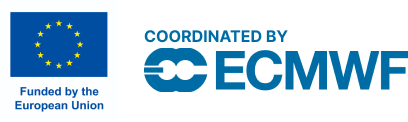 Funded by the
European Union
COORDINATED BY
ECMWF